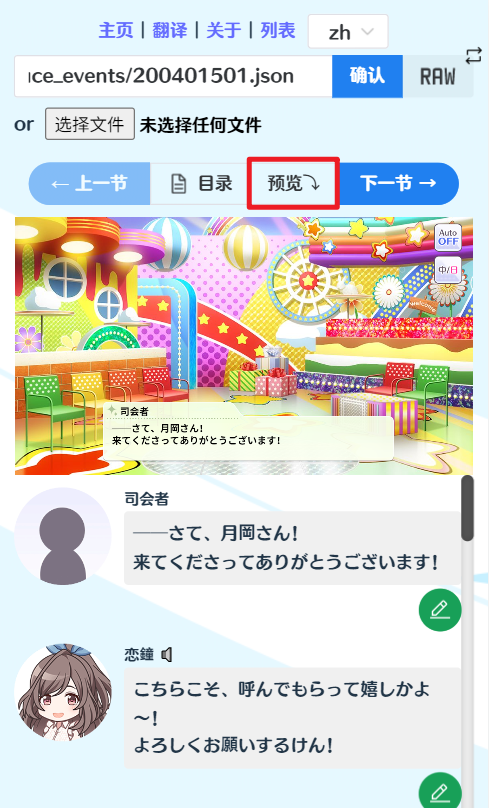 主页 | 翻译 | 关于 | 列表 zh
ıce_events/200401501.json 确认 RAW
or 选择文件 未选择任何文件
← 上一节 目录 预览 下一节 →
Auto
OFF
中/日
司会者
──さて、月岡さん!
来てくださってありがとうございます!
司会者
──さて、月岡さん!
来てくださってありがとうございます!
恋鐘
こちらこそ、呼んでもらって嬉しかよ
~!
よろしくお願いするけん!